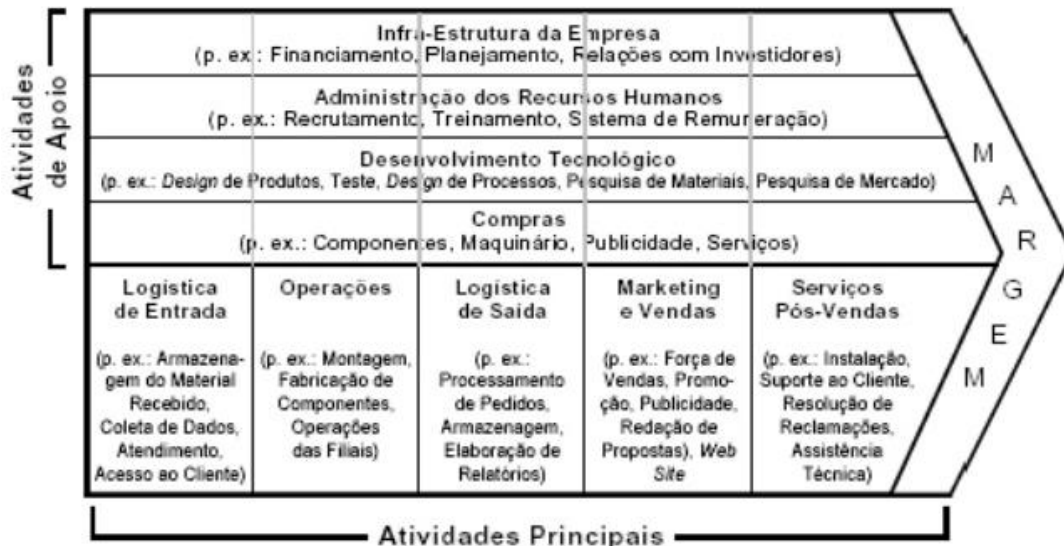 Atividades
de Apoio
Infra-Estrutura da Empresa
(p. ex.: Financiamento, Planejamento, Relações com Investidores)
Administração dos Recursos Humanos
(p. ex.: Recrutamento, Treinamento, Sistema de Remuneração)
Desenvolvimento Tecnológico
(p. ex.: Design de Produtos, Teste, Design de Processos, Pesquisa de Materiais, Pesquisa de Mercado)
Compras
(p. ex.: Componentes, Maquinário, Publicidade, Serviços)
Logística
de Entrada
(p. ex.: Armazena-
gem do Material
Recebido,
Coleta de Dados,
Atendimento,
Acesso ao Cliente)
Operações
(p. ex.: Montagem,
Fabricação de
Componentes,
Operações
das Filiais)
Logística
de Saída
(p. ex.:
Processamento
de Pedidos,
Armazenagem,
Elaboração de
Relatórios)
Marketing
e Vendas
(p. ex.: Força de
Vendas, Promo-
ção, Publicidade,
Redação de
Propostas), Web
Site
Serviços
Pós-Vendas
(p. ex.: Instalação,
Suporte ao Cliente,
Resolução de
Reclamações,
Assistência
Técnica)
MARGEM
Atividades Principais